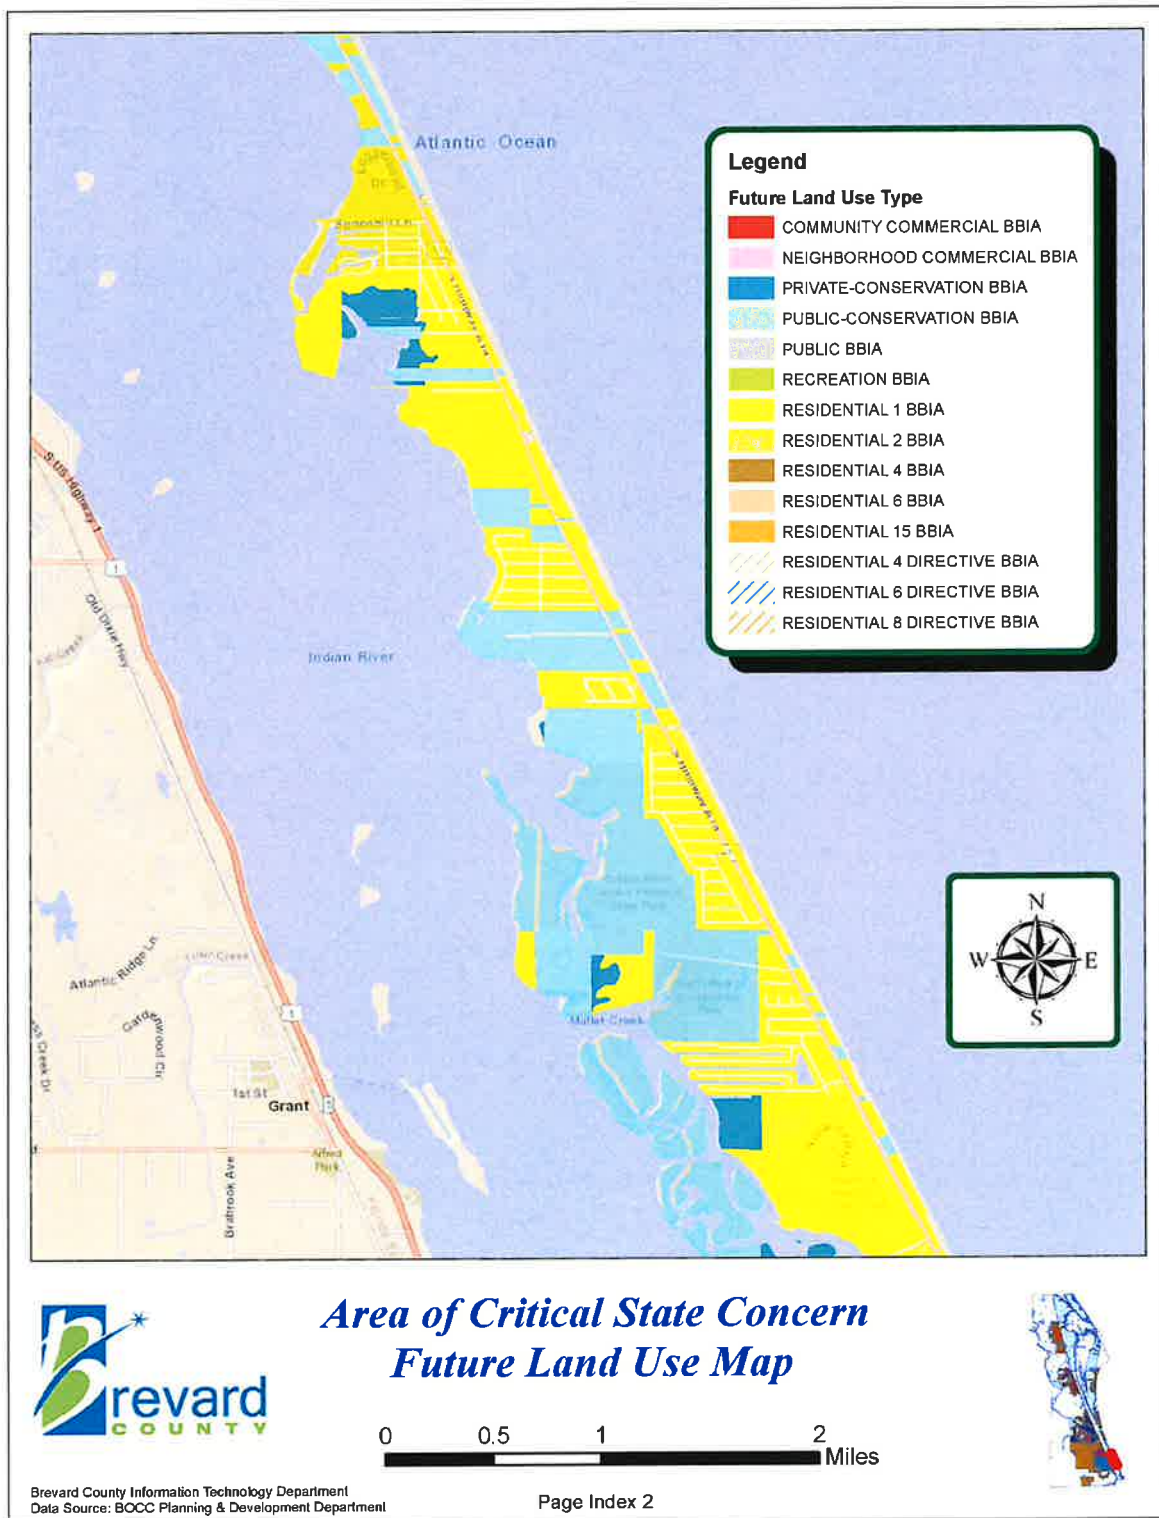 Atlantic Ocean
Legend
Future Land Use Type
COMMUNITY COMMERCIAL BBIA
NEIGHBORHOOD COMMERCIAL BBIA
PRIVATE-CONSERVATION BBIA
PUBLIC-CONSERVATION BBIA
PUBLIC BBIA
RECREATION BBIA
RESIDENTIAL 1 BBIA
RESIDENTIAL 2 BBIA
RESIDENTIAL 4 BBIA
RESIDENTIAL 6 BBIA
RESIDENTIAL 15 BBIA
RESIDENTIAL 4 DIRECTIVE BBIA
RESIDENTIAL 6 DIRECTIVE BBIA
RESIDENTIAL 8 DIRECTIVE BBIA
S US Highway 1
1
Old Dixie Hwy
Indian River
N
W E
S
Atlantic Ridge Ln
Gardenwood Cir
Creek Dr
1
Mullet Creek
1st St
Grant
Brabrook Ave
Area of Critical State Concern
Future Land Use Map
Brevard
COUNTY
0 0.5 1 2
Miles
Brevard County Information Technology Department
Data Source: BOCC Planning & Development Department
Page Index 2